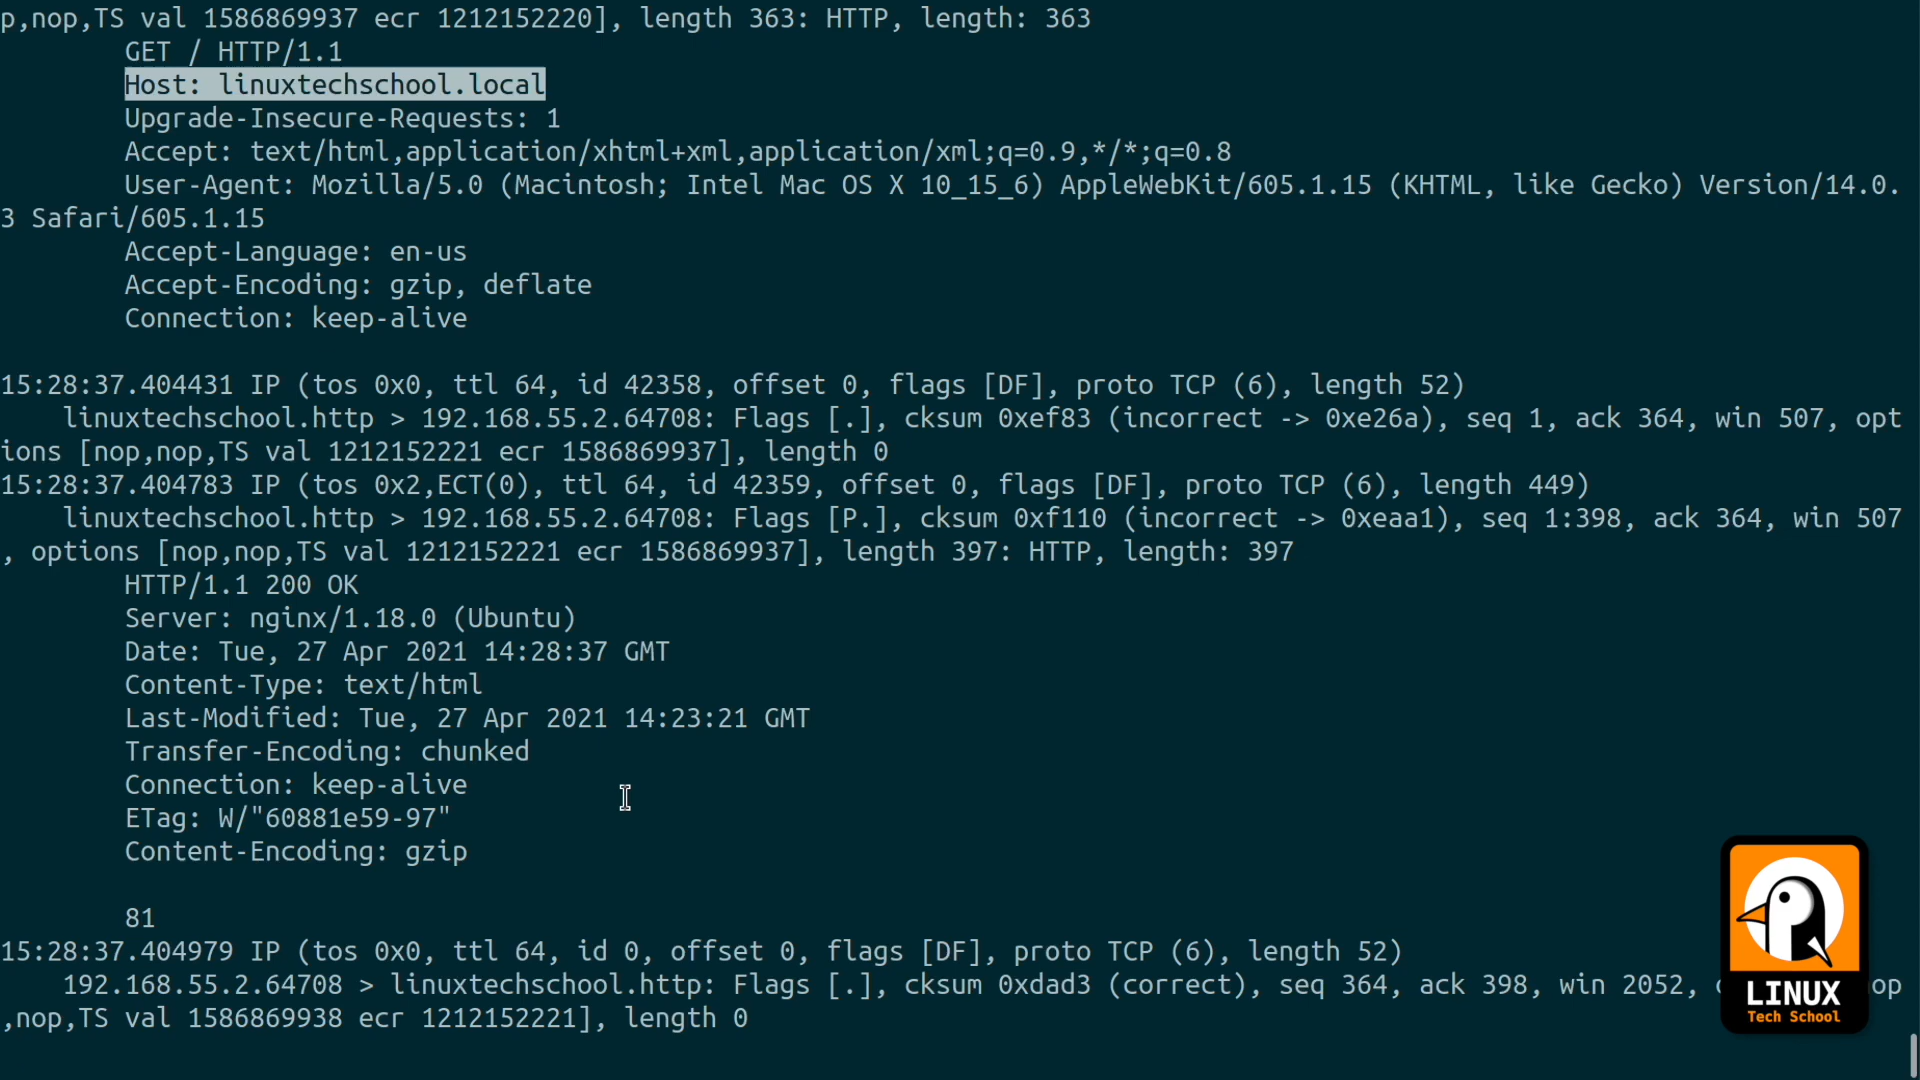 p,nop,TS val 1586869937 ecr 1212152220], length 363: HTTP, length: 363
GET / HTTP/1.1
Host: linuxtechschool.local
Upgrade-Insecure-Requests: 1
Accept: text/html,application/xhtml+xml,application/xml;q=0.9,*/*;q=0.8
User-Agent: Mozilla/5.0 (Macintosh; Intel Mac OS X 10_15_6) AppleWebKit/605.1.15 (KHTML, like Gecko) Version/14.0.
3 Safari/605.1.15
Accept-Language: en-us
Accept-Encoding: gzip, deflate
Connection: keep-alive
15:28:37.404431 IP (tos 0x0, ttl 64, id 42358, offset 0, flags [DF], proto TCP (6), length 52)
linuxtechschool.http > 192.168.55.2.64708: Flags [.], cksum 0xef83 (incorrect -> 0xe26a), seq 1, ack 364, win 507, opt
ions [nop,nop,TS val 1212152221 ecr 1586869937], length 0
15:28:37.404783 IP (tos 0x2,ECT(0), ttl 64, id 42359, offset 0, flags [DF], proto TCP (6), length 449)
linuxtechschool.http > 192.168.55.2.64708: Flags [P.], cksum 0xf110 (incorrect -> 0xeaa1), seq 1:398, ack 364, win 507
, options [nop,nop,TS val 1212152221 ecr 1586869937], length 397: HTTP, length: 397
HTTP/1.1 200 OK
Server: nginx/1.18.0 (Ubuntu)
Date: Tue, 27 Apr 2021 14:28:37 GMT
Content-Type: text/html
Last-Modified: Tue, 27 Apr 2021 14:23:21 GMT
Transfer-Encoding: chunked
Connection: keep-alive
ETag: W/"60881e59-97"
Content-Encoding: gzip
81
15:28:37.404979 IP (tos 0x0, ttl 64, id 0, offset 0, flags [DF], proto TCP (6), length 52)
192.168.55.2.64708 > linuxtechschool.http: Flags [.], cksum 0xdad3 (correct), seq 364, ack 398, win 2052, op
,nop,TS val 1586869938 ecr 1212152221], length 0
LINUX
Tech School